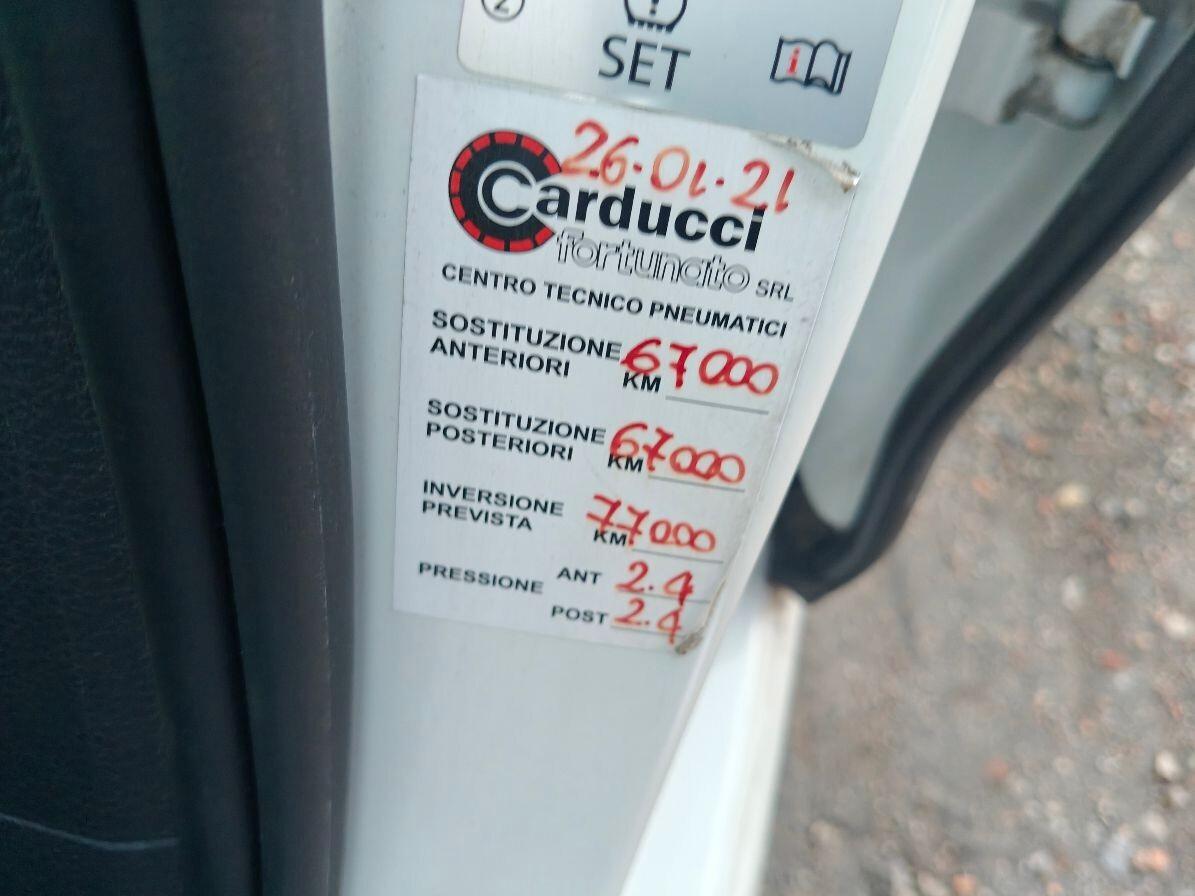 2
SET
i
26-01-21
Carducci
fortunato SRL
CENTRO TECNICO PNEUMATICI
SOSTITUZIONE
ANTERIORI KM 67000
SOSTITUZIONE
POSTERIORI KM 67000
INVERSIONE
PREVISTA KM 77000
PRESSIONE ANT 2.4
POST 2.4